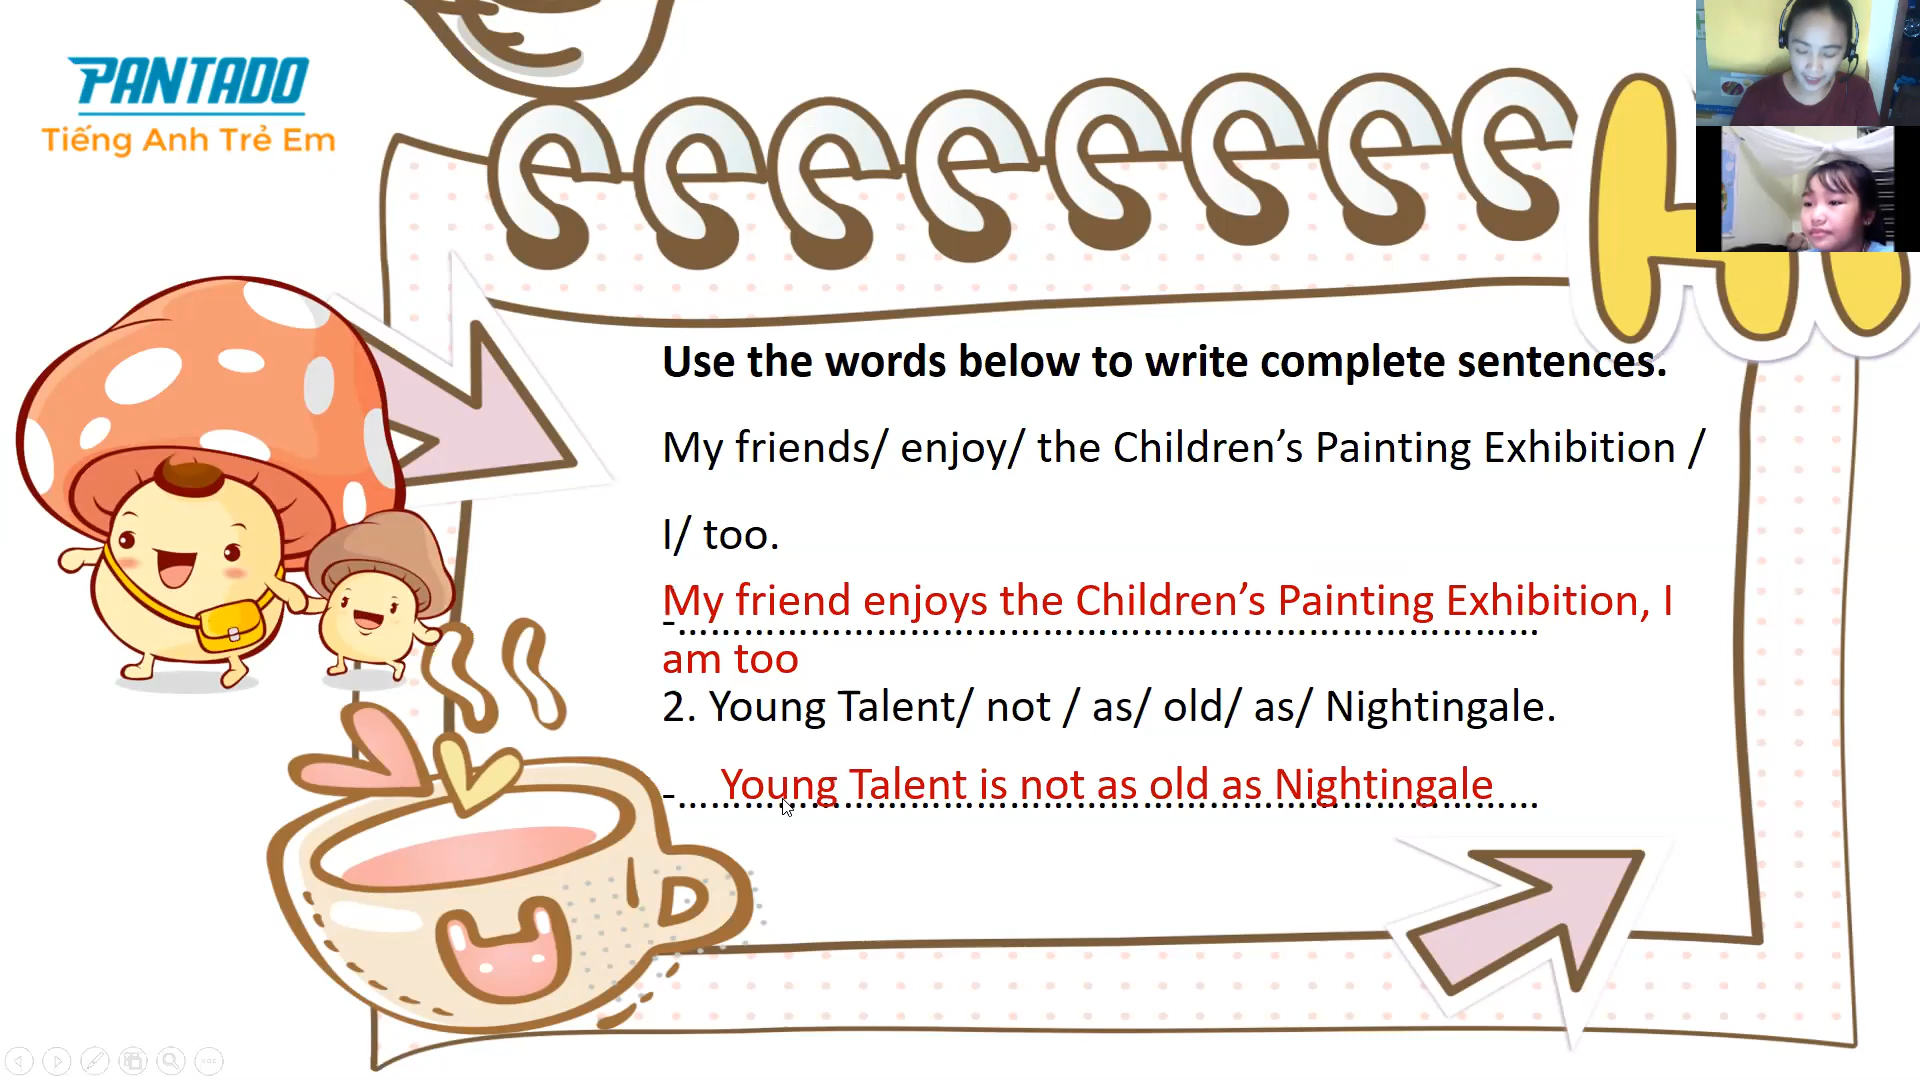 PANTADO
Tiếng Anh Trẻ Em
Use the words below to write complete sentences.
My friends/ enjoy/ the Children’s Painting Exhibition /
I/ too.
My friend enjoys the Children’s Painting Exhibition, I
-……………………………………………………………………
am too
2. Young Talent/ not / as/ old/ as/ Nightingale.
-……………………………………………………………………
Young Talent is not as old as Nightingale